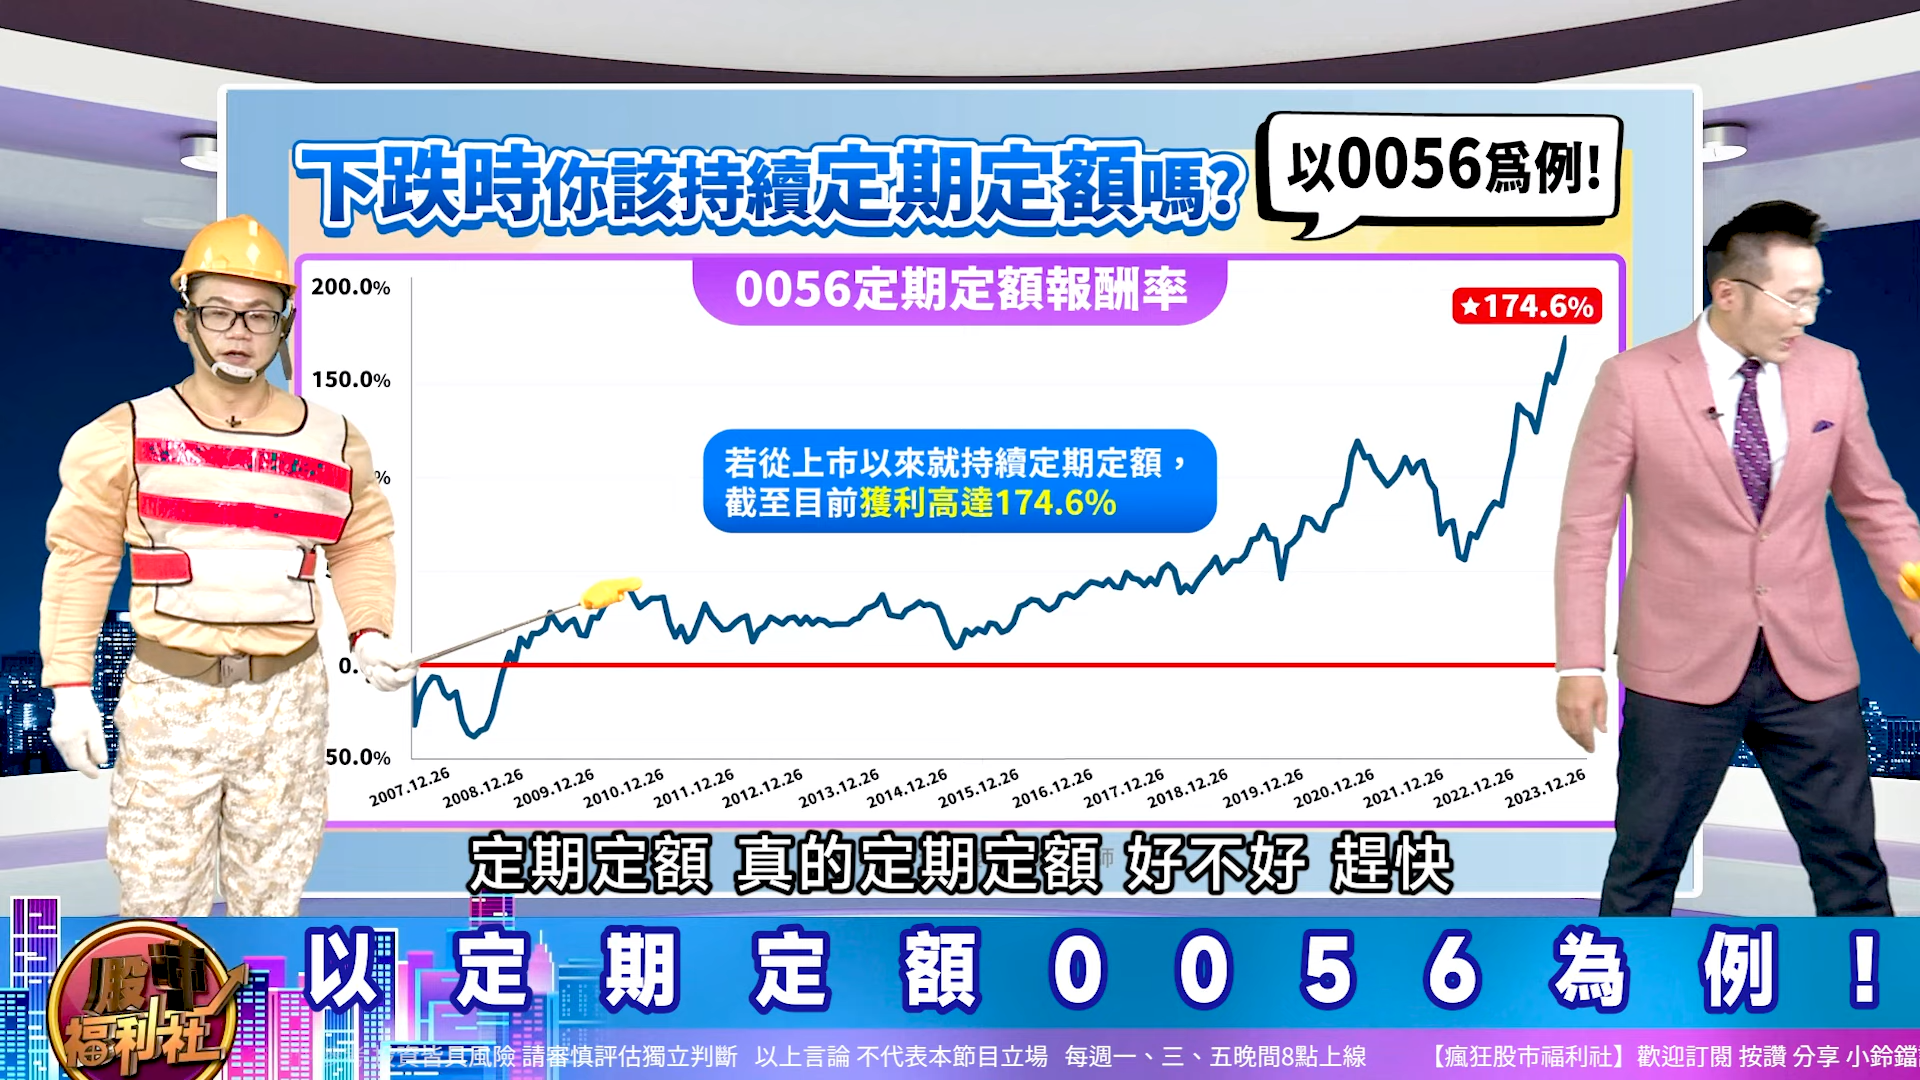 下跌時你該持續定期定額嗎?
以0056爲例!
0056定期定額報酬率
★174.6%
200.0%
150.0%
%
0.
50.0%
若從上市以來就持續定期定額，
截至目前獲利高達174.6%
2007.12.26
2008.12.26
2009.12.26
2010.12.26
2011.12.26
2012.12.26
2013.12.26
2014.12.26
2015.12.26
2016.12.26
2017.12.26
2018.12.26
2019.12.26
2020.12.26
2021.12.26
2022.12.26
2023.12.26
師
定期定額 真的定期定額 好不好 趕快
以定期定額0056為例!
股市
福利社
資皆具風險 請審慎評估獨立判斷 以上言論 不代表本節目立場 每週一、三、五晚間8點上線 【瘋狂股市福利社】歡迎訂閱 按讚 分享 小鈴鐺